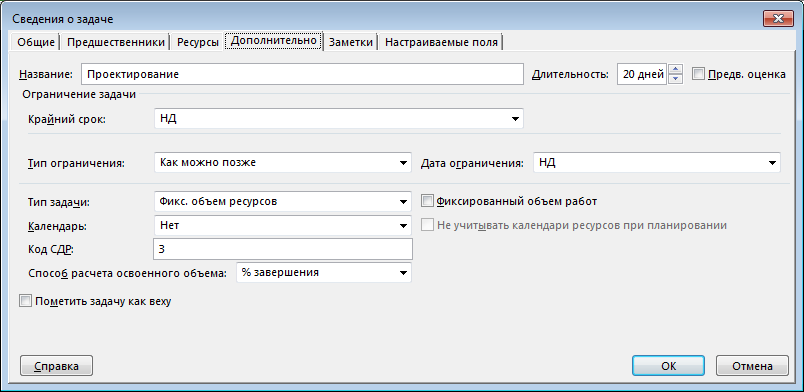 Сведения о задаче
Общие Предшественники Ресурсы Дополнительно Заметки Настраиваемые поля
Название: Проектирование Длительность: 20 дней Предв. оценка
Ограничение задачи
Крайний срок: НД
Тип ограничения: Как можно позже Дата ограничения: НД
Тип задачи: Фикс. объем ресурсов Фиксированный объем работ
Календарь: Нет Не учитывать календари ресурсов при планировании
Код СДР: 3
Способ расчета освоенного объема: % завершения
Пометить задачу как веху
Справка ОК Отмена